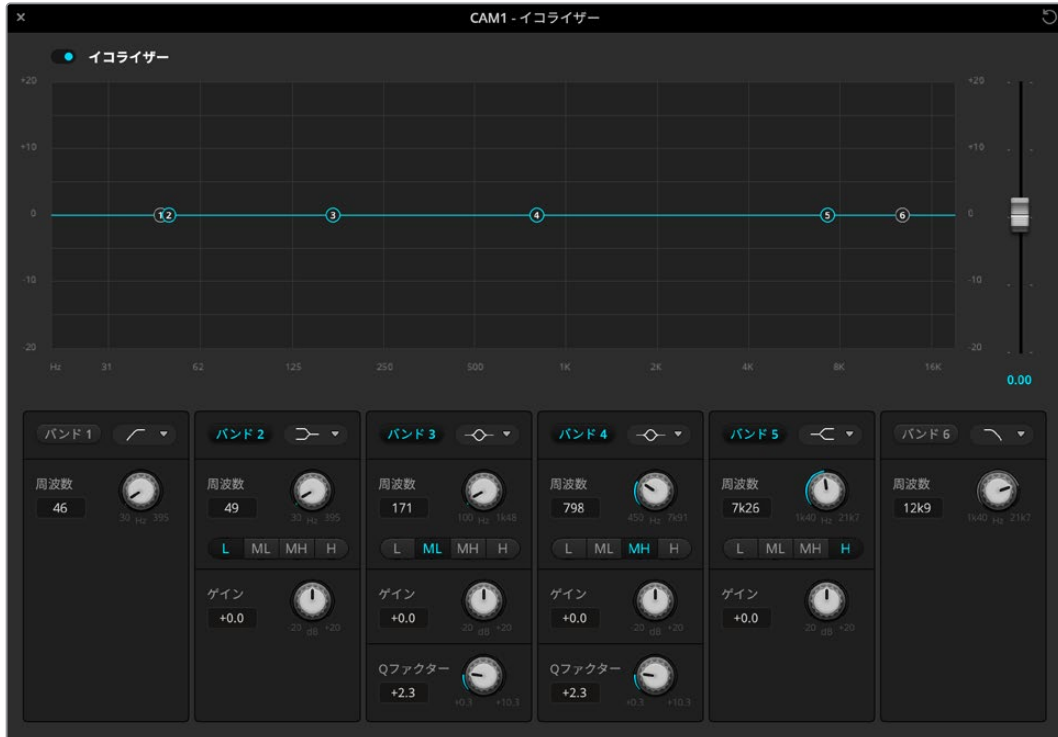 CAM1 - イコライザー
イコライザー
+20 +20
+10 +10
0 1 2 3 4 5 6 0
-10 -10
-20 -20
Hz 31 62 125 250 500 1K 2K 4K 8K 16K
0.00
バンド 1 バンド 2 バンド 3 バンド 4 バンド 5 バンド 6
周波数 周波数 周波数 周波数 周波数 周波数
46 49 171 798 7k26 12k9
30 Hz 395 30 Hz 395 100 Hz 1k48 450 Hz 7k91 1k40 Hz 21k7 1k40 Hz 21k7
L ML MH H L ML MH H L ML MH H L ML MH H
ゲイン ゲイン ゲイン ゲイン
+0.0 +0.0 +0.0 +0.0
-20 dB +20 -20 dB +20 -20 dB +20 -20 dB +20
Qファクター Qファクター
+2.3 +2.3
+0.3 +10.3 +0.3 +10.3